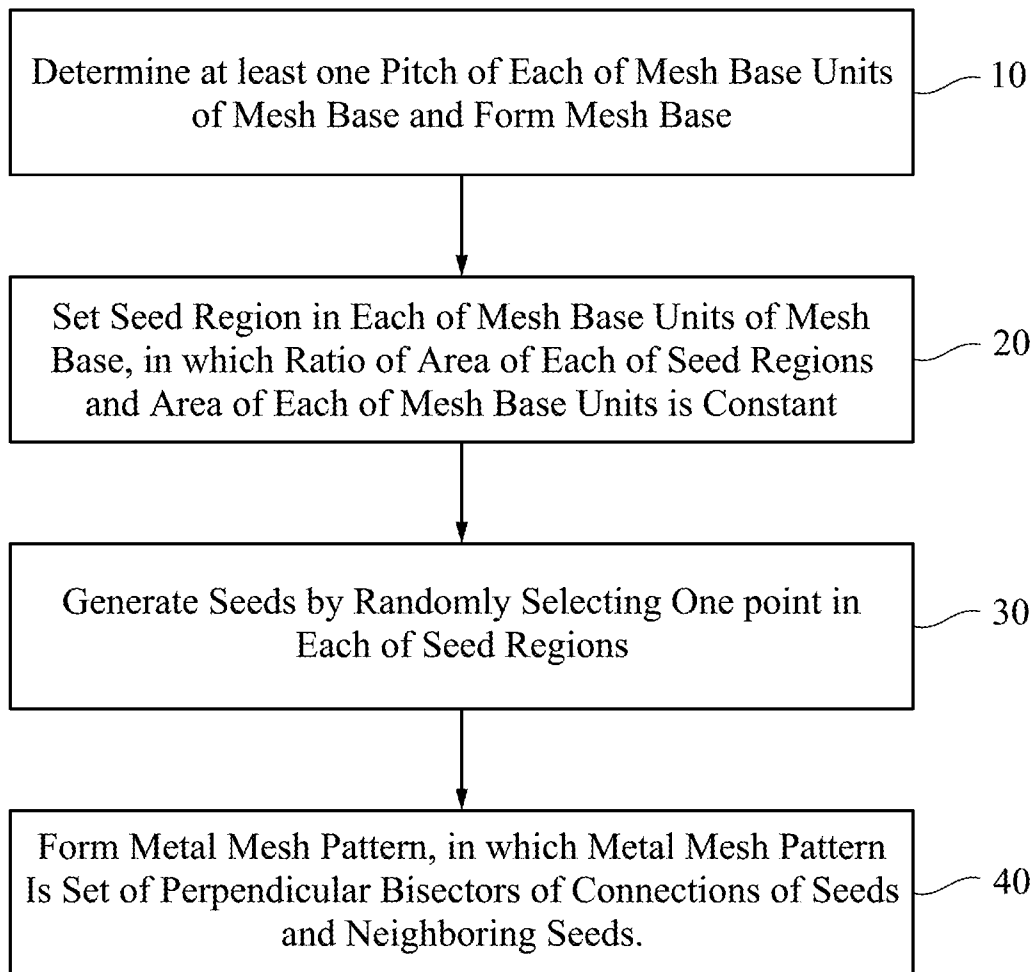 Determine at least one Pitch of Each of Mesh Base Units
of Mesh Base and Form Mesh Base
10
Set Seed Region in Each of Mesh Base Units of Mesh
Base, in which Ratio of Area of Each of Seed Regions
and Area of Each of Mesh Base Units is Constant
20
Generate Seeds by Randomly Selecting One point in
Each of Seed Regions
30
Form Metal Mesh Pattern, in which Metal Mesh Pattern
Is Set of Perpendicular Bisectors of Connections of Seeds
and Neighboring Seeds.
40